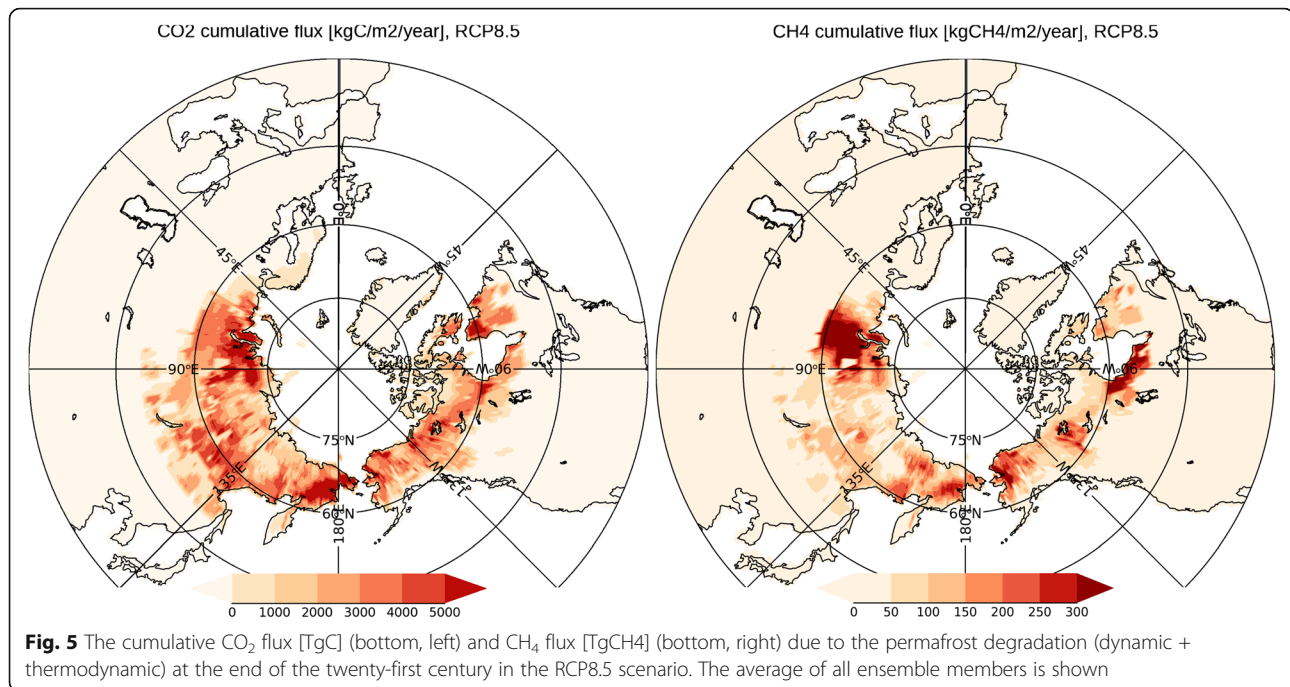 CO2 cumulative flux [kgC/m2/year], RCP8.5
CH4 cumulative flux [kgCH4/m2/year], RCP8.5
0°E
45°E
45°W
90°E
90°W
75°N
35°E
60°N
180°E
0 1000 2000 3000 4000 5000
0°E
45°E
45°W
90°E
90°W
75°N
35°E
60°N
180°E
0 50 100 150 200 250 300
Fig. 5 The cumulative CO₂ flux [TgC] (bottom, left) and CH₄ flux [TgCH4] (bottom, right) due to the permafrost degradation (dynamic +
thermodynamic) at the end of the twenty-first century in the RCP8.5 scenario. The average of all ensemble members is shown